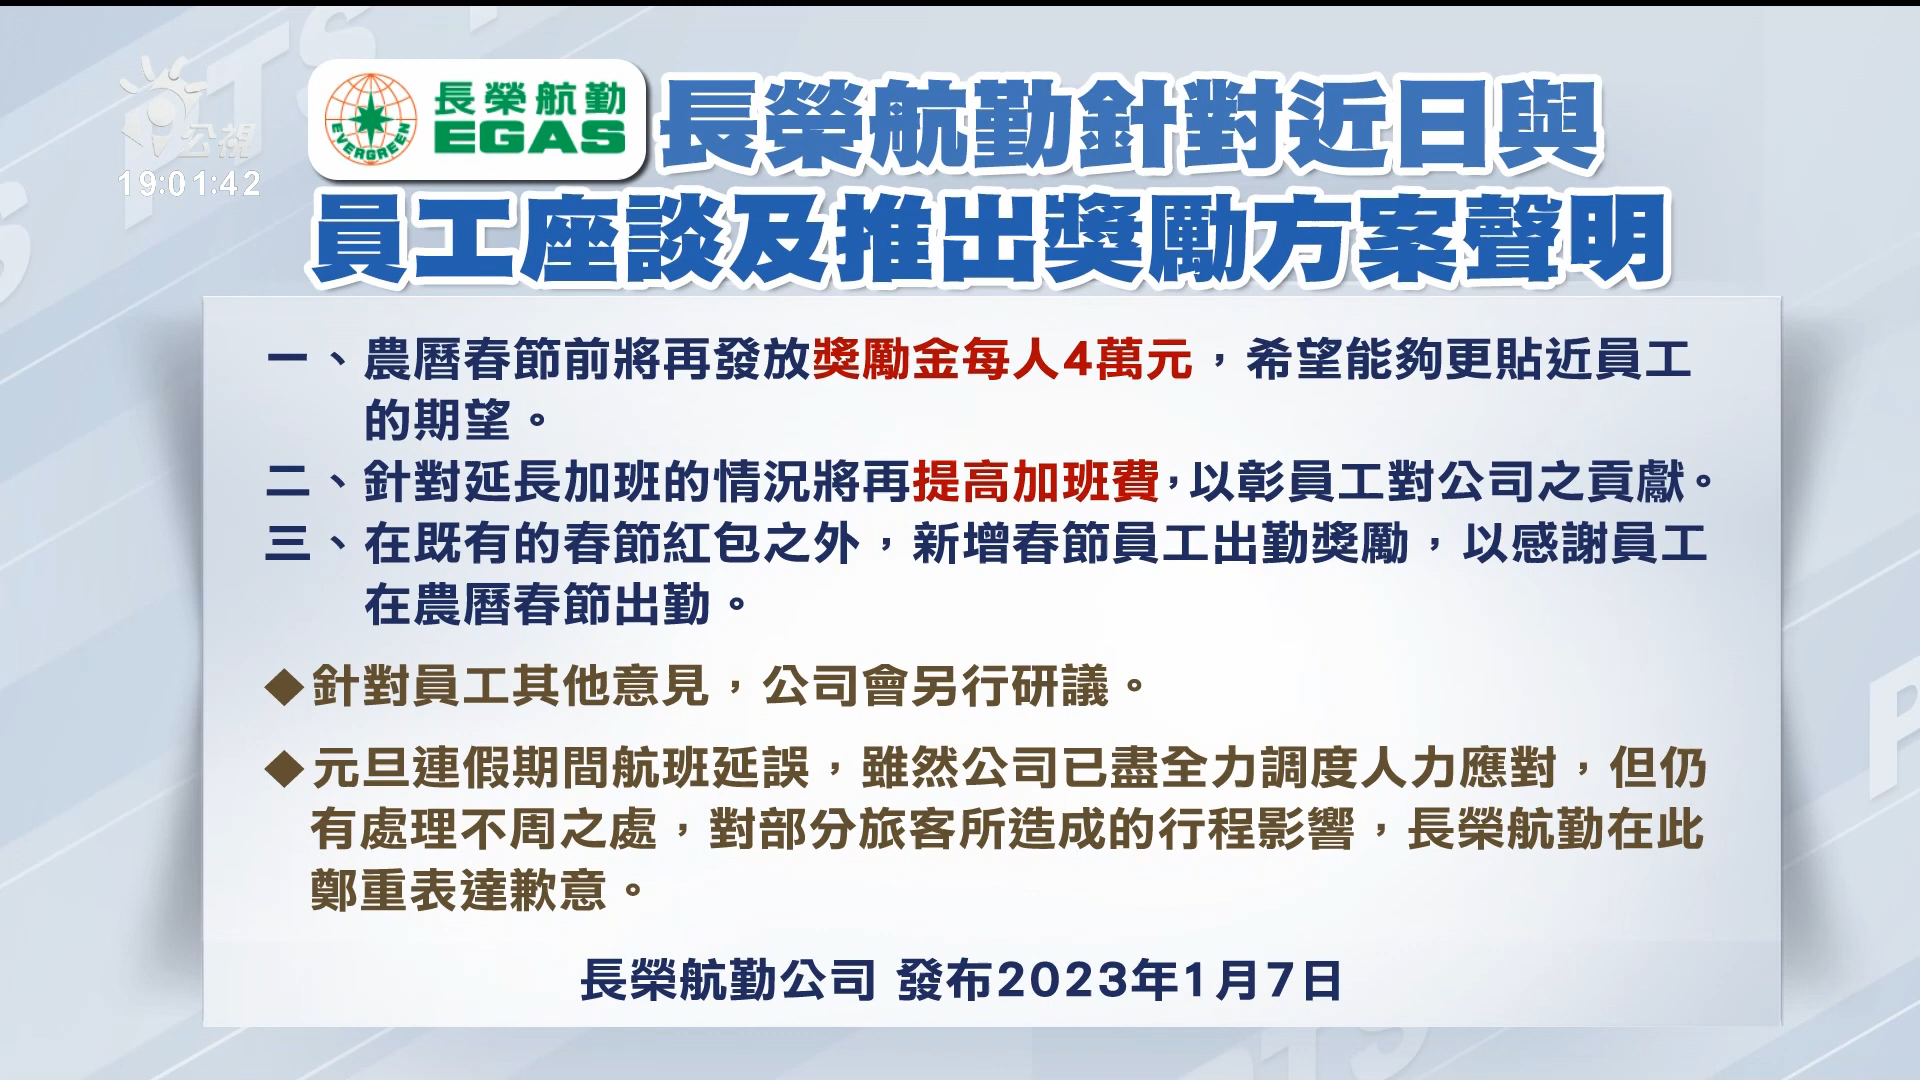 公視
19:01:42
長榮航勤
EGAS
EVERGREEN
長榮航勤針對近日與
員工座談及推出獎勵方案聲明
一、農曆春節前將再發放獎勵金每人4萬元，希望能夠更貼近員工
的期望。
二、針對延長加班的情況將再提高加班費，以彰員工對公司之貢獻。
三、在既有的春節紅包之外，新增春節員工出勤獎勵，以感謝員工
在農曆春節出勤。
◆針對員工其他意見，公司會另行研議。
◆元旦連假期間航班延誤，雖然公司已盡全力調度人力應對，但仍
有處理不周之處，對部分旅客所造成的行程影響，長榮航勤在此
鄭重表達歉意。
長榮航勤公司 發布2023年1月7日
PTS